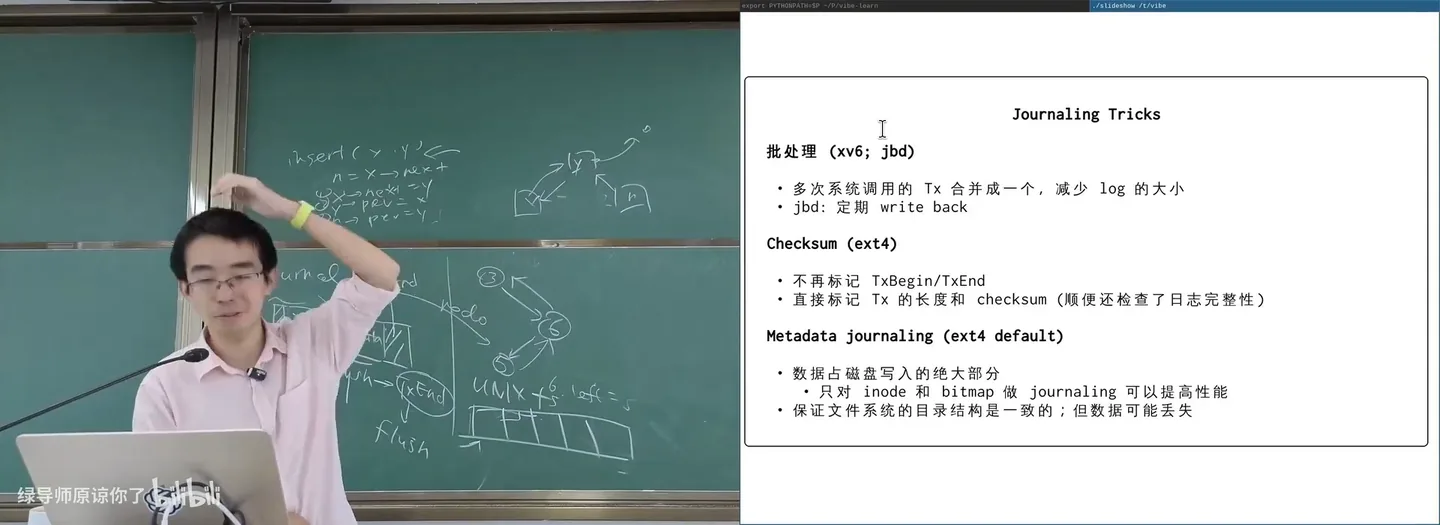 export PYTHONPATH=$P ~/P/vibe-learn
./slideshow /t/vibe
insert( x, y)
n = x → next
x → next = y
y → prev = x
n → prev = y
y
n
3
6
5
redo
UNIX
TxEnd
flush
绿导师原谅你了 bilibili
Journaling Tricks
批处理 (xv6; jbd)
• 多次系统调用的 Tx 合并成一个, 减少 log 的大小
• jbd: 定期 write back
Checksum (ext4)
• 不再标记 TxBegin/TxEnd
• 直接标记 Tx 的长度和 checksum (顺便还检查了日志完整性)
Metadata journaling (ext4 default)
• 数据占磁盘写入的绝大部分
• 只对 inode 和 bitmap 做 journaling 可以提高性能
• 保证文件系统的目录结构是一致的；但数据可能丢失